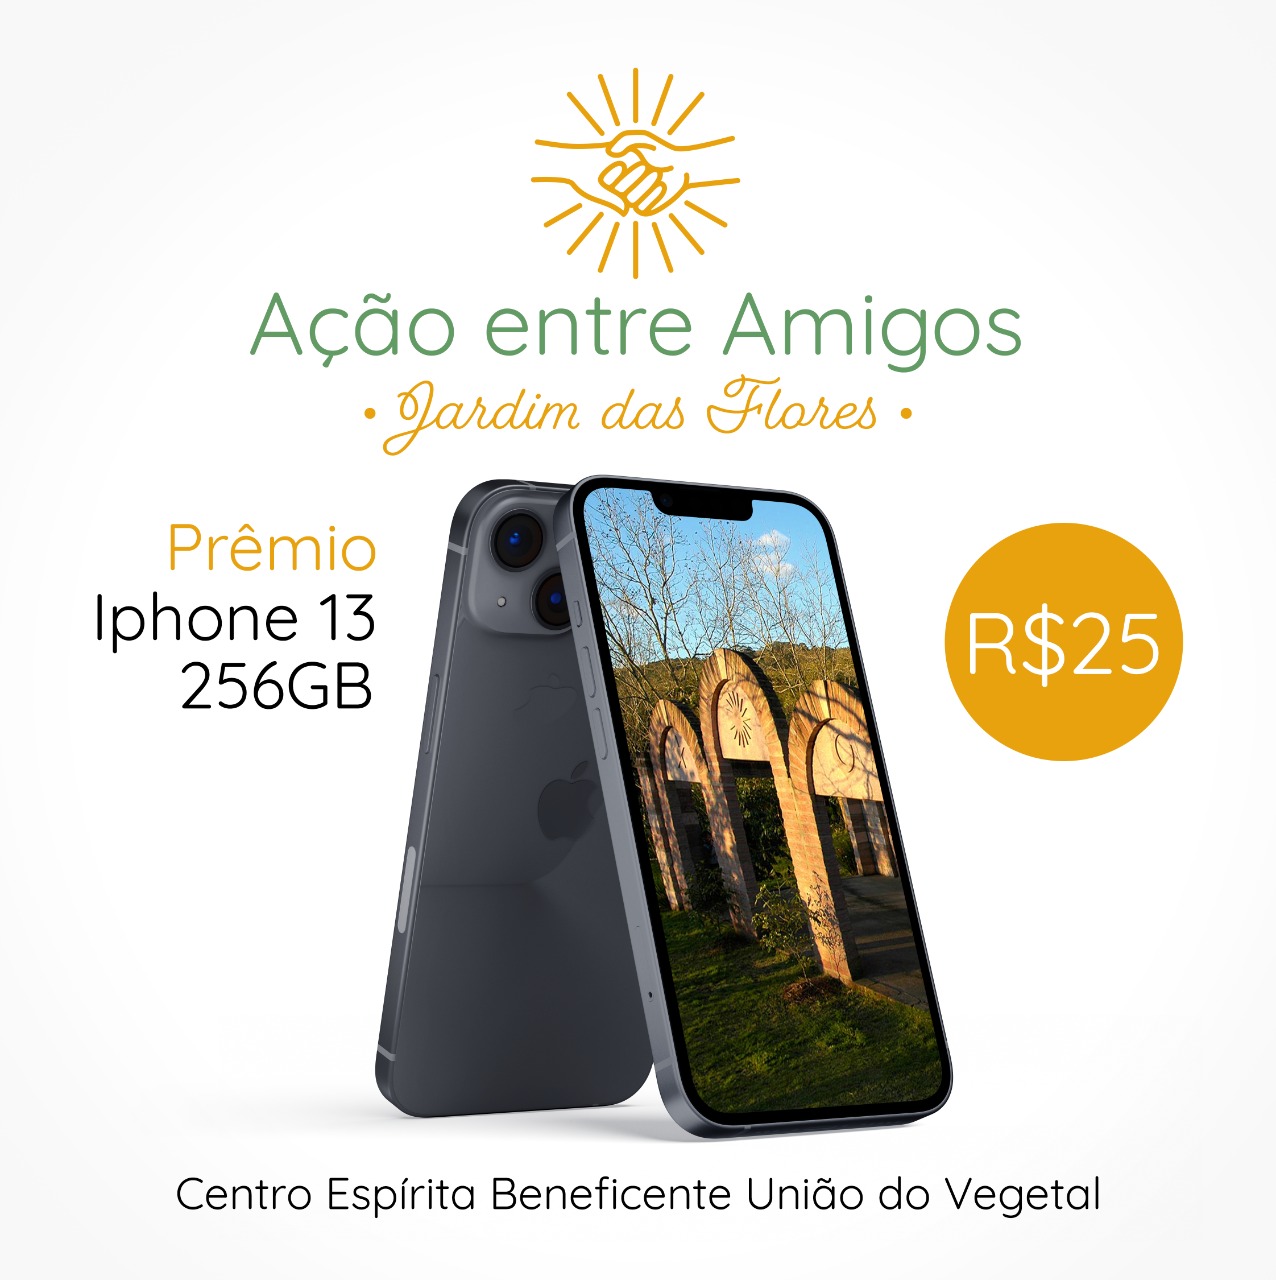 Ação entre Amigos
• Jardim das Flores •
Prêmio
Iphone 13
256GB
R$25
Centro Espírita Beneficente União do Vegetal